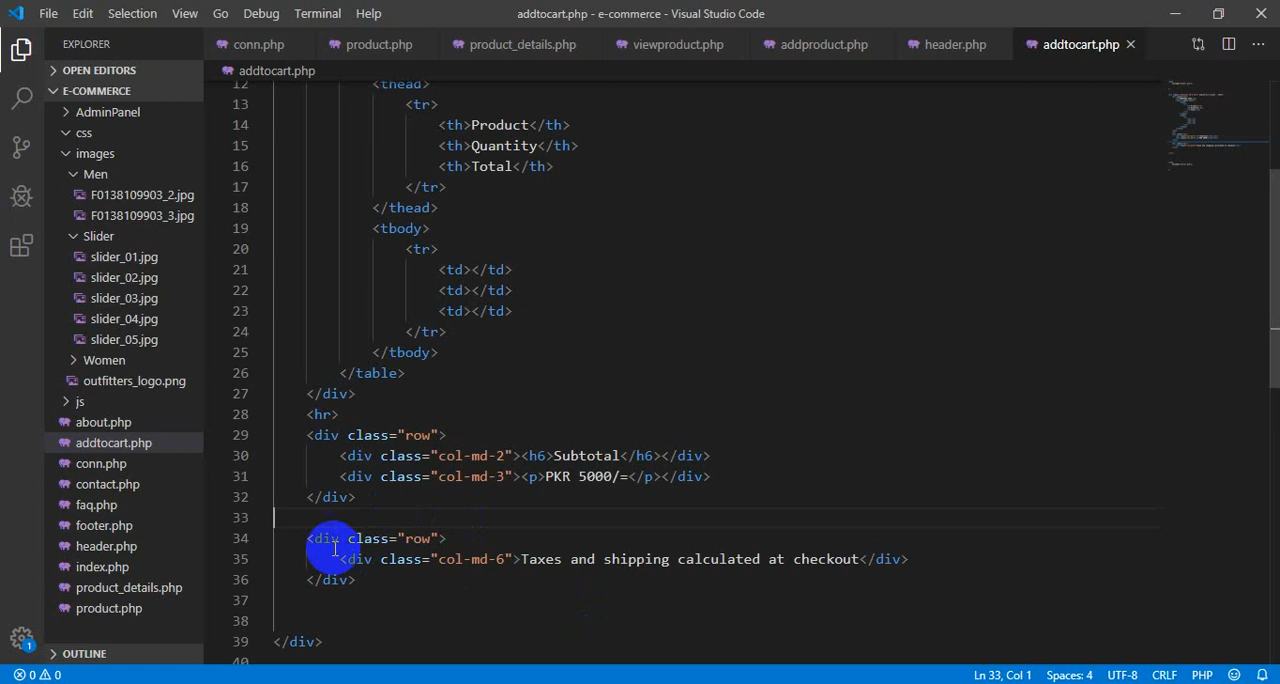 File Edit Selection View Go Debug Terminal Help addtocart.php - e-commerce - Visual Studio Code
EXPLORER
conn.php product.php product_details.php viewproduct.php addproduct.php header.php addtocart.php
OPEN EDITORS
E-COMMERCE
AdminPanel
css
images
Men
F0138109903_2.jpg
F0138109903_3.jpg
Slider
slider_01.jpg
slider_02.jpg
slider_03.jpg
slider_04.jpg
slider_05.jpg
Women
outfitters_logo.png
js
about.php
addtocart.php
conn.php
contact.php
faq.php
footer.php
header.php
index.php
product_details.php
product.php
OUTLINE
addtocart.php
12 <thead>
13 <tr>
14 <th>Product</th>
15 <th>Quantity</th>
16 <th>Total</th>
17 </tr>
18 </thead>
19 <tbody>
20 <tr>
21 <td></td>
22 <td></td>
23 <td></td>
24 </tr>
25 </tbody>
26 </table>
27 </div>
28 <hr>
29 <div class="row">
30 <div class="col-md-2"><h6>Subtotal</h6></div>
31 <div class="col-md-3"><p>PKR 5000/=</p></div>
32 </div>
33
34 <div class="row">
35 <div class="col-md-6">Taxes and shipping calculated at checkout</div>
36 </div>
37
38
39 </div>
40
1
0 0 Ln 33, Col 1 Spaces: 4 UTF-8 CRLF PHP